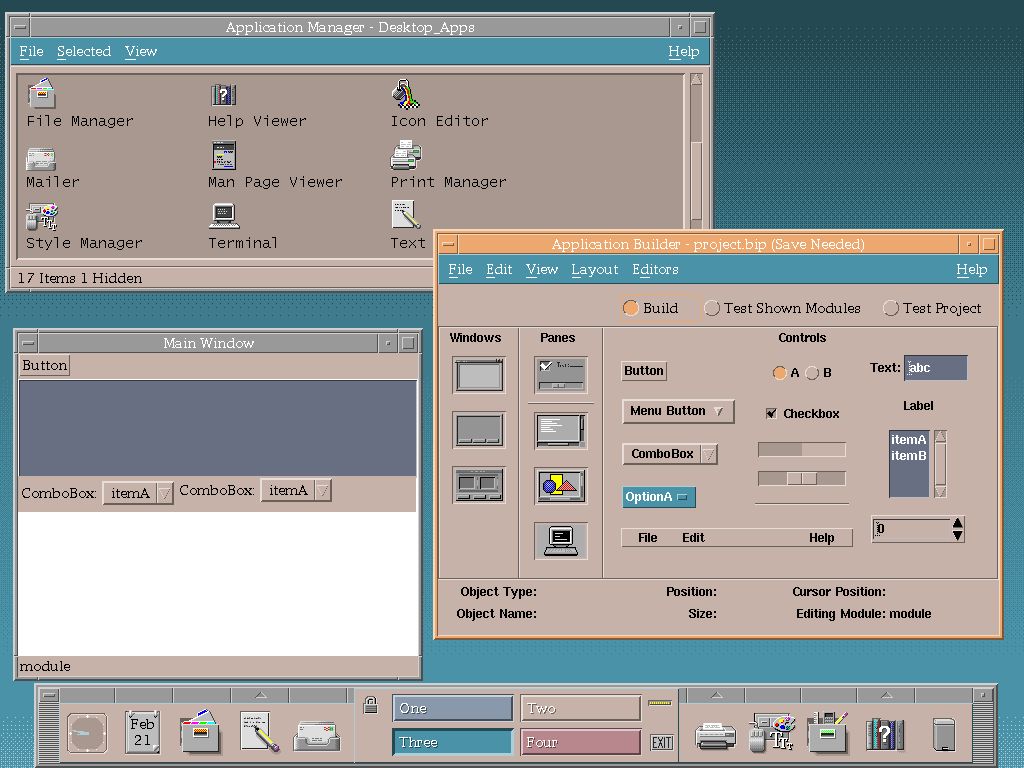 Application Manager - Desktop_Apps
File Selected View Help
File Manager Help Viewer Icon Editor
Mailer Man Page Viewer Print Manager
Style Manager Terminal Text
17 Items 1 Hidden
Application Builder - project.bip (Save Needed)
File Edit View Layout Editors Help
Build Test Shown Modules Test Project
Windows Panes Controls
Button A B Text: abc
Menu Button Checkbox Label
ComboBox itemA
itemB
OptionA
File Edit Help 0
Object Type: Position: Cursor Position:
Object Name: Size: Editing Module: module
Main Window
Button
ComboBox: itemA ComboBox: itemA
module
Feb
21
One Two
Three Four
EXIT